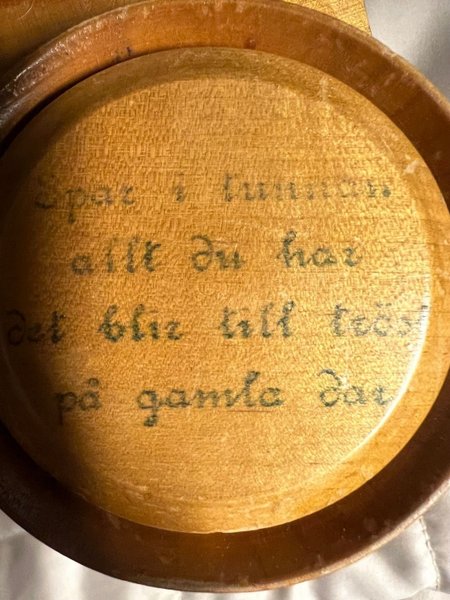 Spar i tunnan
allt du har
det blir till tröst
på gamla dar